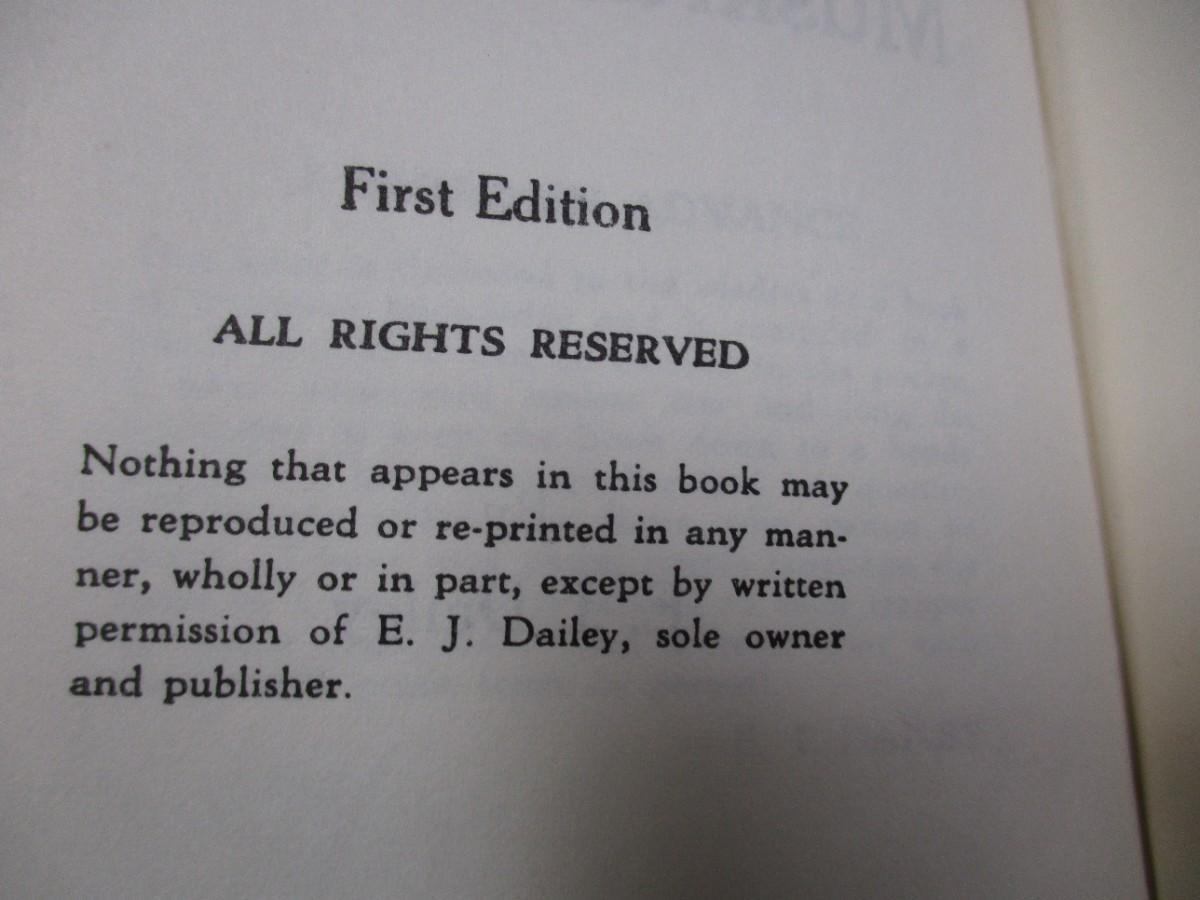 First Edition
ALL RIGHTS RESERVED
Nothing that appears in this book may
be reproduced or re-printed in any man-
ner, wholly or in part, except by written
permission of E. J. Dailey, sole owner
and publisher.